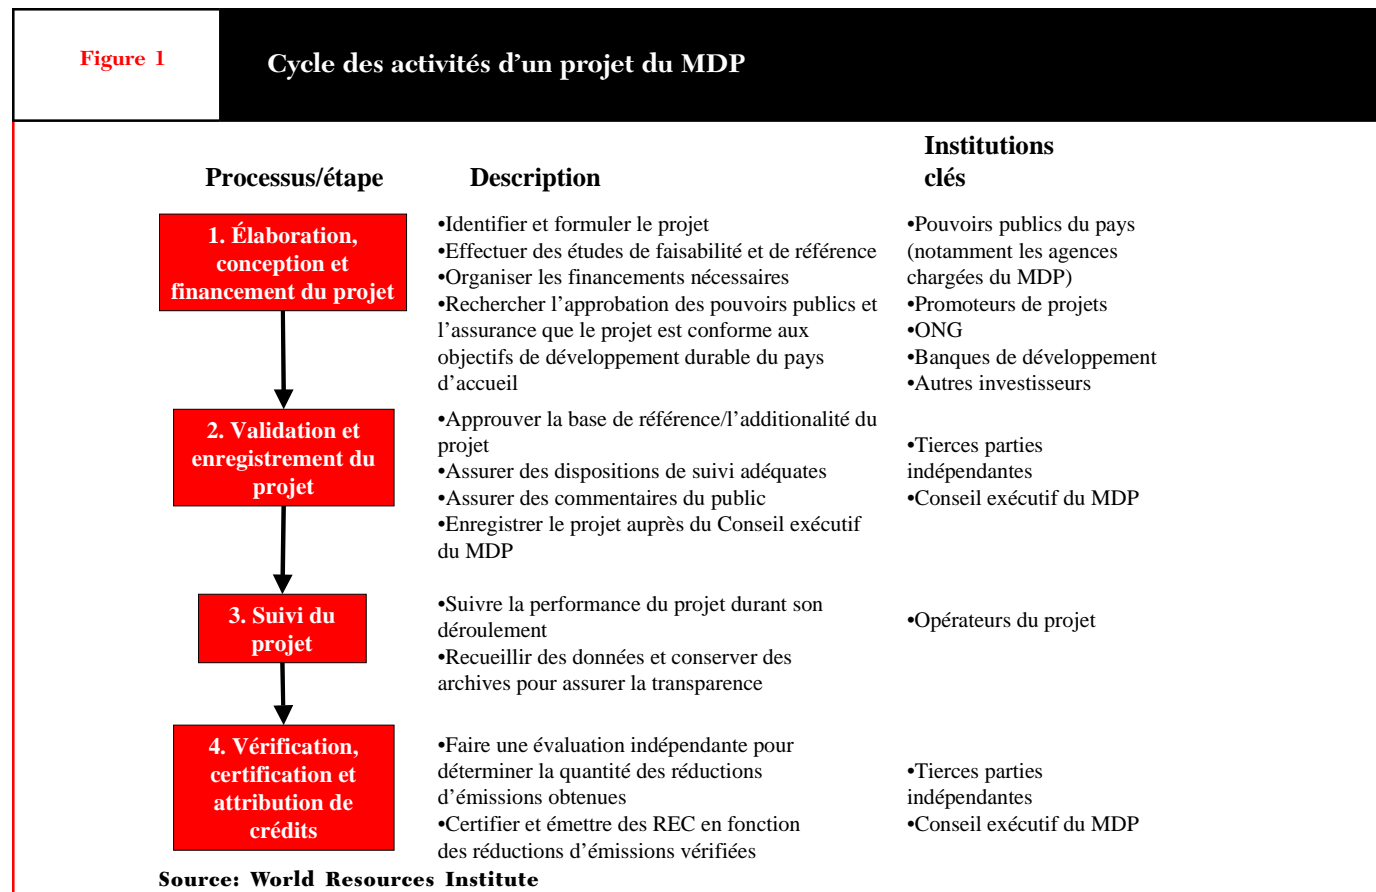 Figure 1
Cycle des activités d’un projet du MDP
Processus/étape
Description
Institutions
clés
1. Élaboration,
conception et
financement du projet
•Identifier et formuler le projet
•Effectuer des études de faisabilité et de référence
•Organiser les financements nécessaires
•Rechercher l’approbation des pouvoirs publics et
l’assurance que le projet est conforme aux
objectifs de développement durable du pays
d’accueil
•Pouvoirs publics du pays
(notamment les agences
chargées du MDP)
•Promoteurs de projets
•ONG
•Banques de développement
•Autres investisseurs
2. Validation et
enregistrement du
projet
•Approuver la base de référence/l’additionalité du
projet
•Assurer des dispositions de suivi adéquates
•Assurer des commentaires du public
•Enregistrer le projet auprès du Conseil exécutif
du MDP
•Tierces parties
indépendantes
•Conseil exécutif du MDP
3. Suivi du
projet
•Suivre la performance du projet durant son
déroulement
•Recueillir des données et conserver des
archives pour assurer la transparence
•Opérateurs du projet
4. Vérification,
certification et
attribution de
crédits
•Faire une évaluation indépendante pour
déterminer la quantité des réductions
d’émissions obtenues
•Certifier et émettre des REC en fonction
des réductions d’émissions vérifiées
•Tierces parties
indépendantes
•Conseil exécutif du MDP
Source: World Resources Institute